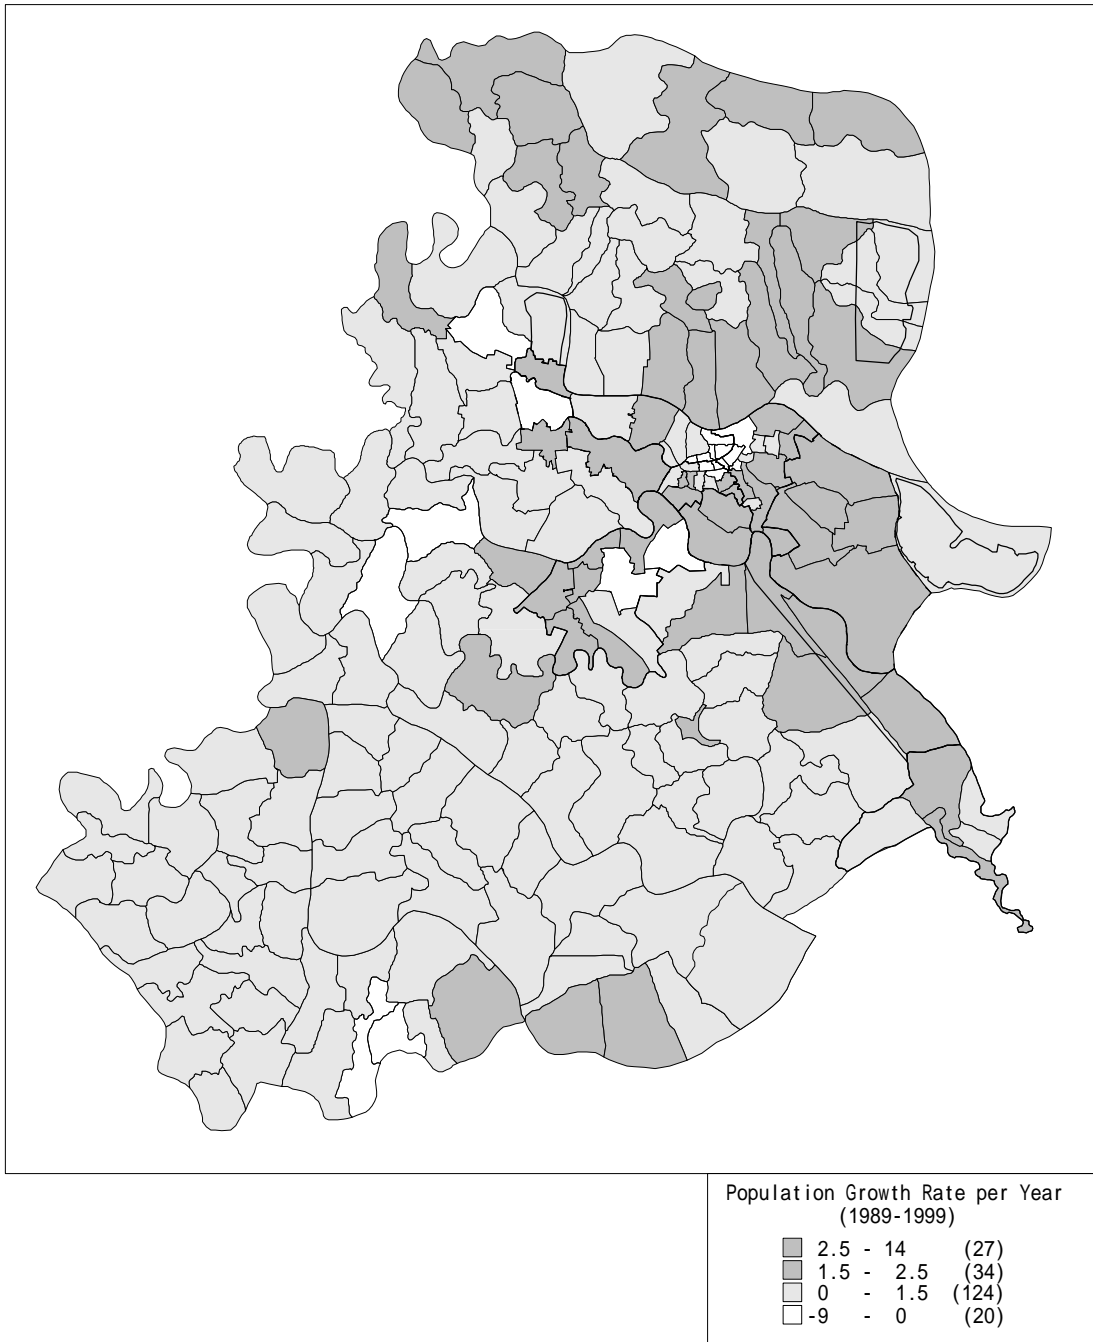 Population Growth Rate per Year
(1989-1999)
2.5 - 14 (27)
1.5 - 2.5 (34)
0 - 1.5 (124)
-9 - 0 (20)